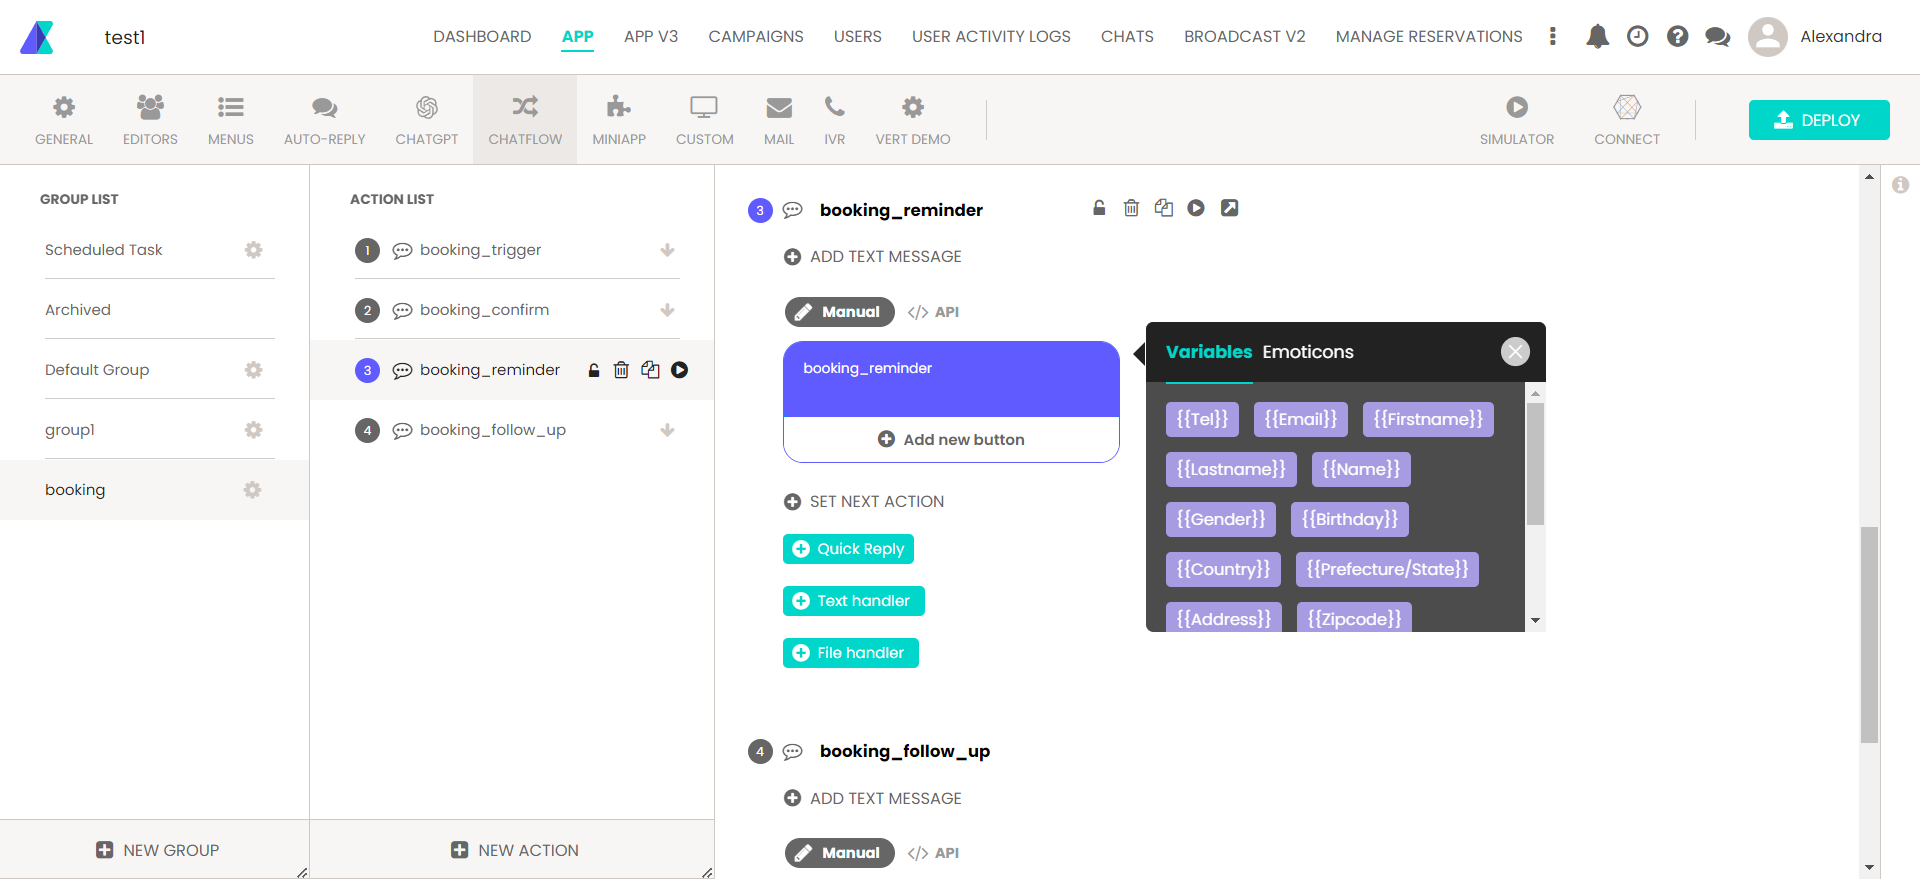 test1
DASHBOARD
APP
APP V3
CAMPAIGNS
USERS
USER ACTIVITY LOGS
CHATS
BROADCAST V2
MANAGE RESERVATIONS
Alexandra
GENERAL
EDITORS
MENUS
AUTO-REPLY
CHATGPT
CHATFLOW
MINIAPP
CUSTOM
MAIL
IVR
VERT DEMO
SIMULATOR
CONNECT
DEPLOY
GROUP LIST
Scheduled Task
Archived
Default Group
group1
booking
NEW GROUP
ACTION LIST
1 booking_trigger
2 booking_confirm
3 booking_reminder
4 booking_follow_up
NEW ACTION
3 booking_reminder
ADD TEXT MESSAGE
Manual </> API
booking_reminder
Add new button
SET NEXT ACTION
Quick Reply
Text handler
File handler
Variables Emoticons
{{Tel}} {{Email}} {{Firstname}}
{{Lastname}} {{Name}}
{{Gender}} {{Birthday}}
{{Country}} {{Prefecture/State}}
{{Address}} {{Zipcode}}
4 booking_follow_up
ADD TEXT MESSAGE
Manual </> API